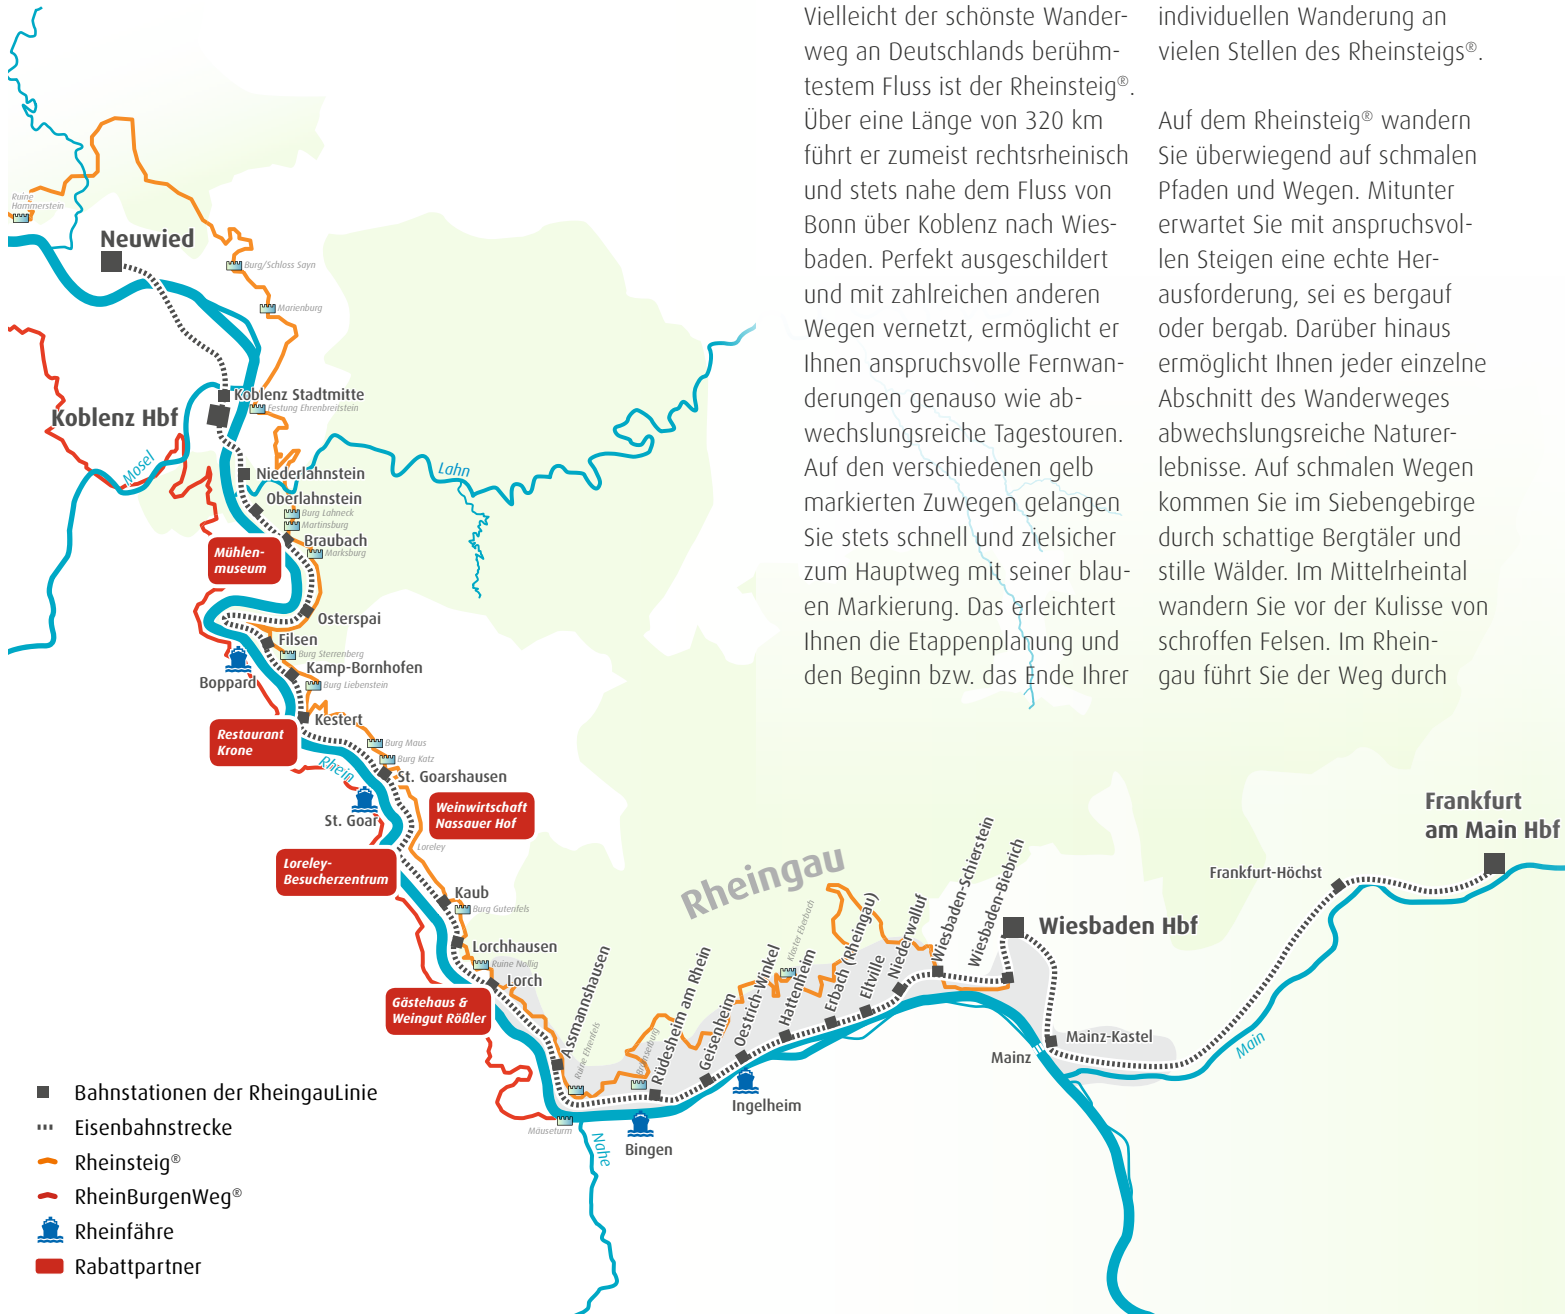 Vielleicht der schönste Wander-
weg an Deutschlands berühm-
testem Fluss ist der Rheinsteig®.
Über eine Länge von 320 km
führt er zumeist rechtsrheinisch
und stets nahe dem Fluss von
Bonn über Koblenz nach Wies-
baden. Perfekt ausgeschildert
und mit zahlreichen anderen
Wegen vernetzt, ermöglicht er
Ihnen anspruchsvolle Fernwan-
derungen genauso wie ab-
wechslungsreiche Tagestouren.
Auf den verschiedenen gelb
markierten Zuwegen gelangen
Sie stets schnell und zielsicher
zum Hauptweg mit seiner blau-
en Markierung. Das erleichtert
Ihnen die Etappenplanung und
den Beginn bzw. das Ende Ihrer
individuellen Wanderung an
vielen Stellen des Rheinsteigs®.
Auf dem Rheinsteig® wandern
Sie überwiegend auf schmalen
Pfaden und Wegen. Mitunter
erwartet Sie mit anspruchsvol-
len Steigen eine echte Her-
ausforderung, sei es bergauf
oder bergab. Darüber hinaus
ermöglicht Ihnen jeder einzelne
Abschnitt des Wanderweges
abwechslungsreiche Naturer-
lebnisse. Auf schmalen Wegen
kommen Sie im Siebengebirge
durch schattige Bergtäler und
stille Wälder. Im Mittelrheintal
wandern Sie vor der Kulisse von
schroffen Felsen. Im Rhein-
gau führt Sie der Weg durch
Ruine
Hammerstein
Neuwied
Burg/Schloss Sayn
Marienburg
Koblenz Stadtmitte
Festung Ehrenbreitstein
Koblenz Hbf
Mosel
Lahn
Niederlahnstein
Oberlahnstein
Burg Lahneck
Martinsburg
Braubach
Marksburg
Mühlen-
museum
Osterspai
Filsen
Burg Sterrenberg
Kamp-Bornhofen
Boppard
Burg Liebenstein
Kestert
Restaurant
Krone
Burg Maus
Burg Katz
Rhein
St. Goarshausen
St. Goar
Weinwirtschaft
Nassauer Hof
Loreley
Loreley-
Besucherzentrum
Kaub
Burg Gutenfels
Lorchhausen
Ruine Nollig
Lorch
Gästehaus &
Weingut Rößler
Assmannshausen
Ruine Ehrenfels
Mäuseturm
Nahe
Brömserburg
Rüdesheim am Rhein
Bingen
Geisenheim
Oestrich-Winkel
Ingelheim
Kloster Eberbach
Hattenheim
Erbach (Rheingau)
Eltville
Niederwalluf
Wiesbaden-Schierstein
Wiesbaden-Biebrich
Rheingau
Wiesbaden Hbf
Mainz
Mainz-Kastel
Main
Frankfurt-Höchst
Frankfurt
am Main Hbf
Bahnstationen der RheingauLinie
Eisenbahnstrecke
Rheinsteig®
RheinBurgenWeg®
Rheinfähre
Rabattpartner